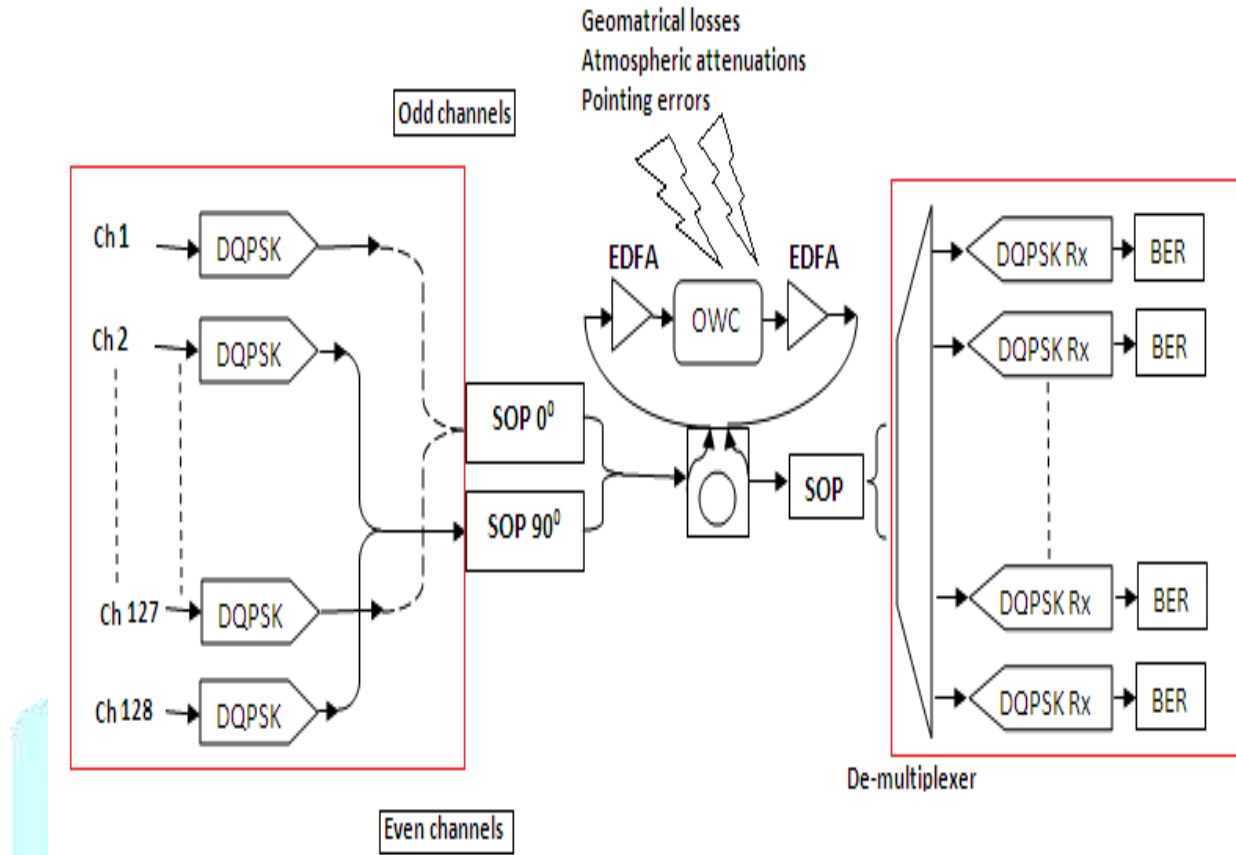 Geomatrical losses
Atmospheric attenuations
Pointing errors
Odd channels
Ch 1
DQPSK
Ch 2
DQPSK
Ch 127
DQPSK
Ch 128
DQPSK
SOP 0⁰
SOP 90⁰
EDFA
OWC
EDFA
SOP
DQPSK Rx
BER
DQPSK Rx
BER
DQPSK Rx
BER
DQPSK Rx
BER
De-multiplexer
Even channels